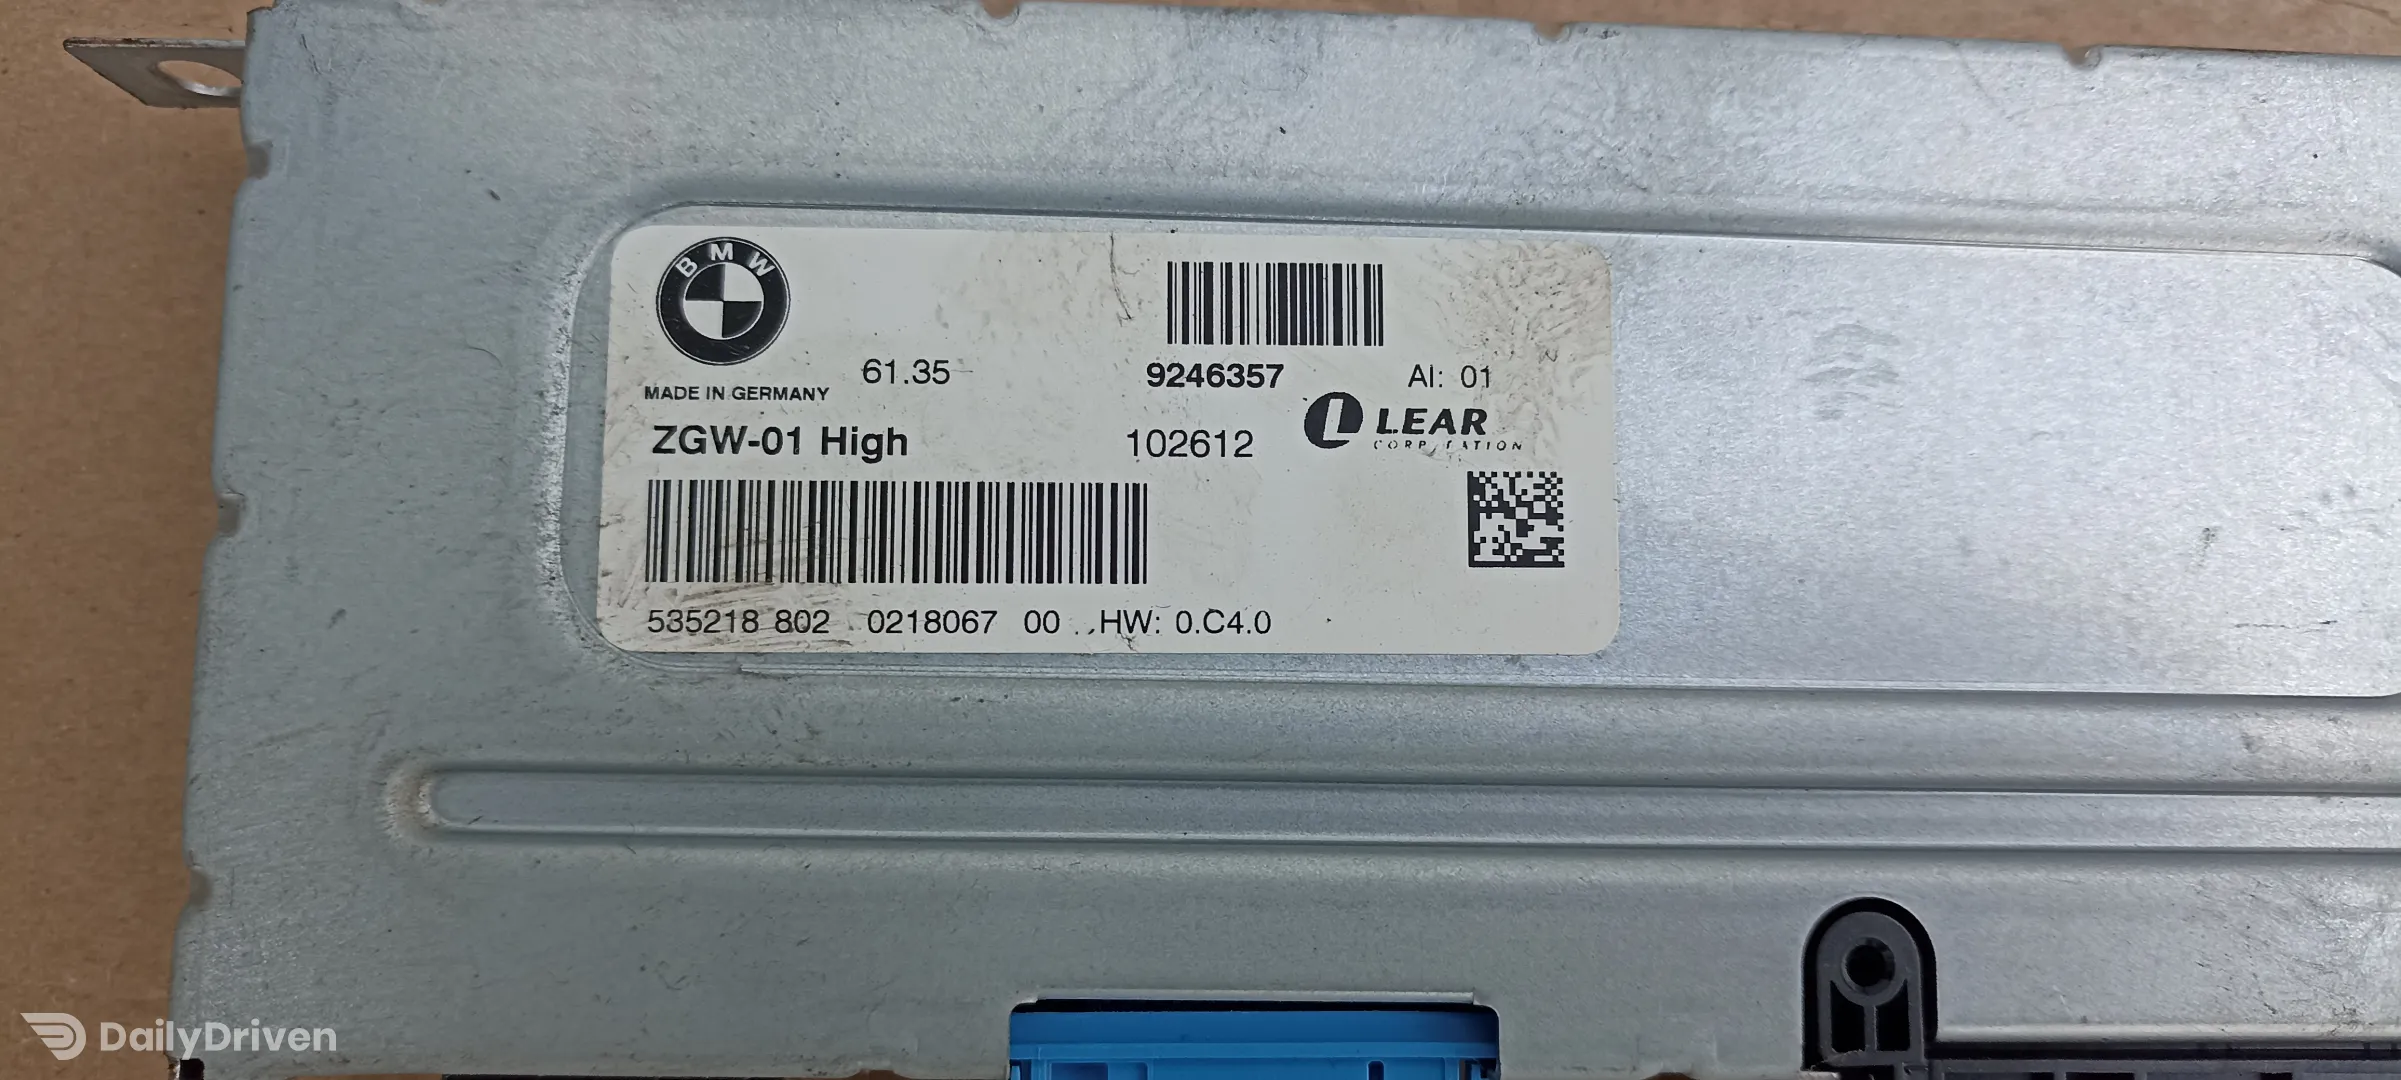 BMW
MADE IN GERMANY
61.35
9246357
AI: 01
ZGW-01 High
102612
LEAR
CORPORATION
535218 802 0218067 00 HW: 0.C4.0
DailyDriven